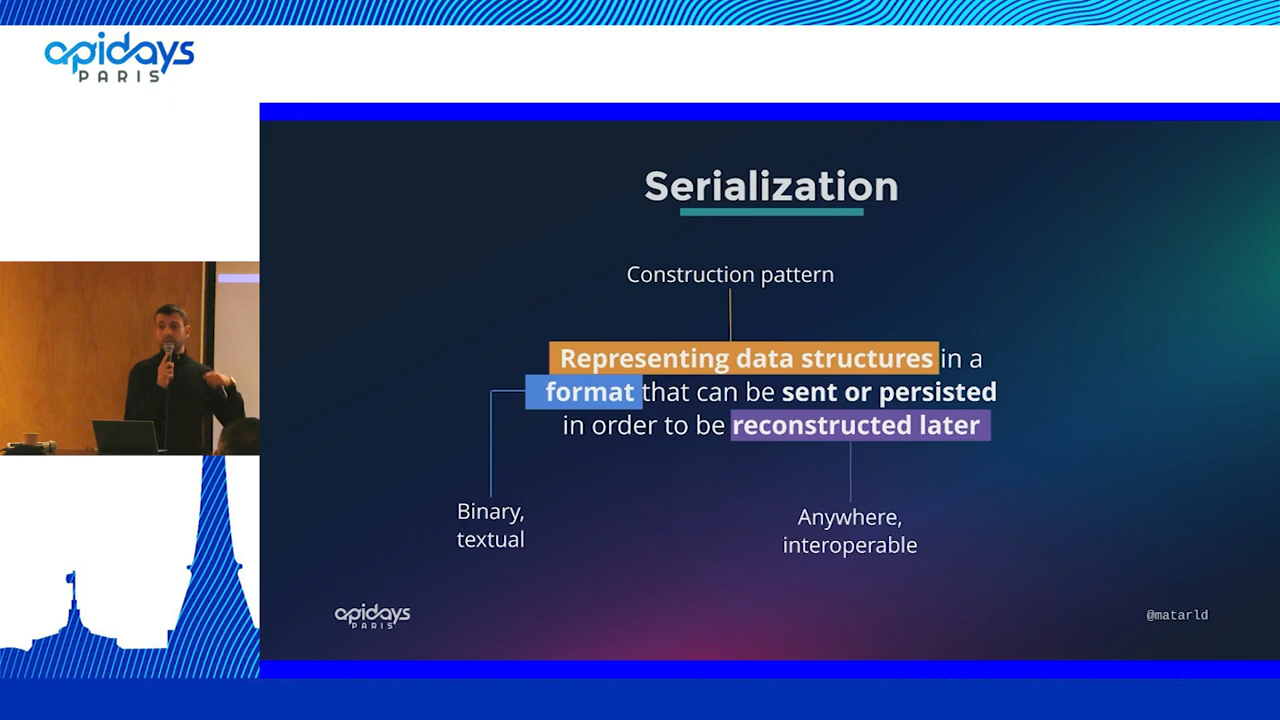 apidays
PARIS
Serialization
Construction pattern
Representing data structures in a
format that can be sent or persisted
in order to be reconstructed later
Binary,
textual
Anywhere,
interoperable
apidays
PARIS
@matarld